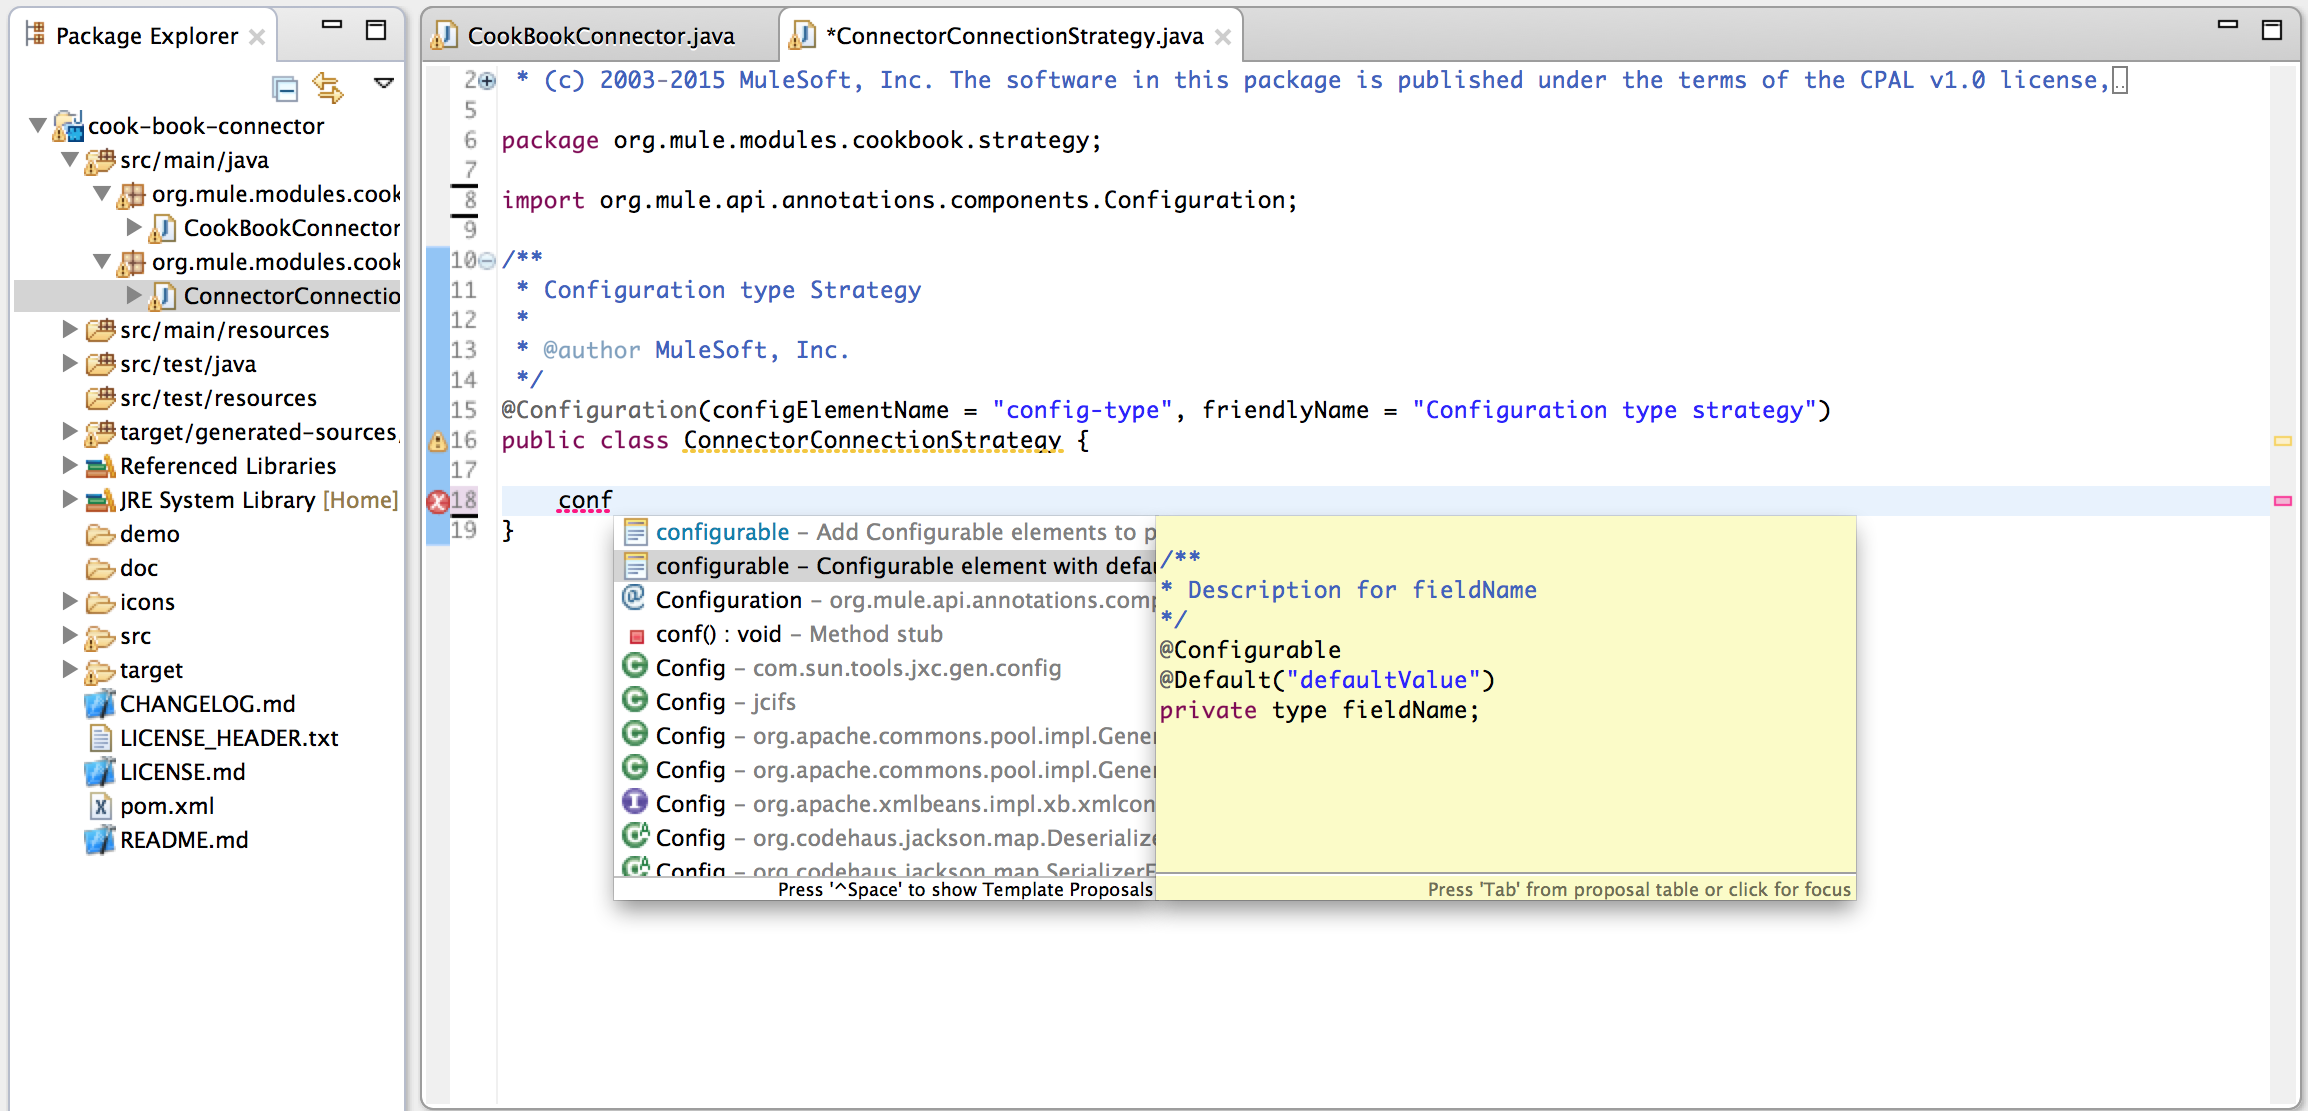 Package Explorer
cook-book-connector
src/main/java
org.mule.modules.cook
CookBookConnector
org.mule.modules.cook
ConnectorConnectio
src/main/resources
src/test/java
src/test/resources
target/generated-sources
Referenced Libraries
JRE System Library [Home]
demo
doc
icons
src
target
CHANGELOG.md
LICENSE_HEADER.txt
LICENSE.md
pom.xml
README.md
CookBookConnector.java
*ConnectorConnectionStrategy.java
2 * (c) 2003-2015 MuleSoft, Inc. The software in this package is published under the terms of the CPAL v1.0 license,..
5
6 package org.mule.modules.cookbook.strategy;
7
8 import org.mule.api.annotations.components.Configuration;
9
10 /**
11 * Configuration type Strategy
12 *
13 * @author MuleSoft, Inc.
14 */
15 @Configuration(configElementName = "config-type", friendlyName = "Configuration type strategy")
16 public class ConnectorConnectionStrategy {
17
18 conf
19 }
configurable – Add Configurable elements to p
configurable – Configurable element with defau
Configuration – org.mule.api.annotations.comp
conf() : void – Method stub
Config – com.sun.tools.jxc.gen.config
Config – jcifs
Config – org.apache.commons.pool.impl.Gener
Config – org.apache.commons.pool.impl.Gener
Config – org.apache.xmlbeans.impl.xb.xmlcon
Config – org.codehaus.jackson.map.Deserialize
Config – org.codehaus.jackson.map.SerializerF
Press '^Space' to show Template Proposals
/**
* Description for fieldName
*/
@Configurable
@Default("defaultValue")
private type fieldName;
Press 'Tab' from proposal table or click for focus